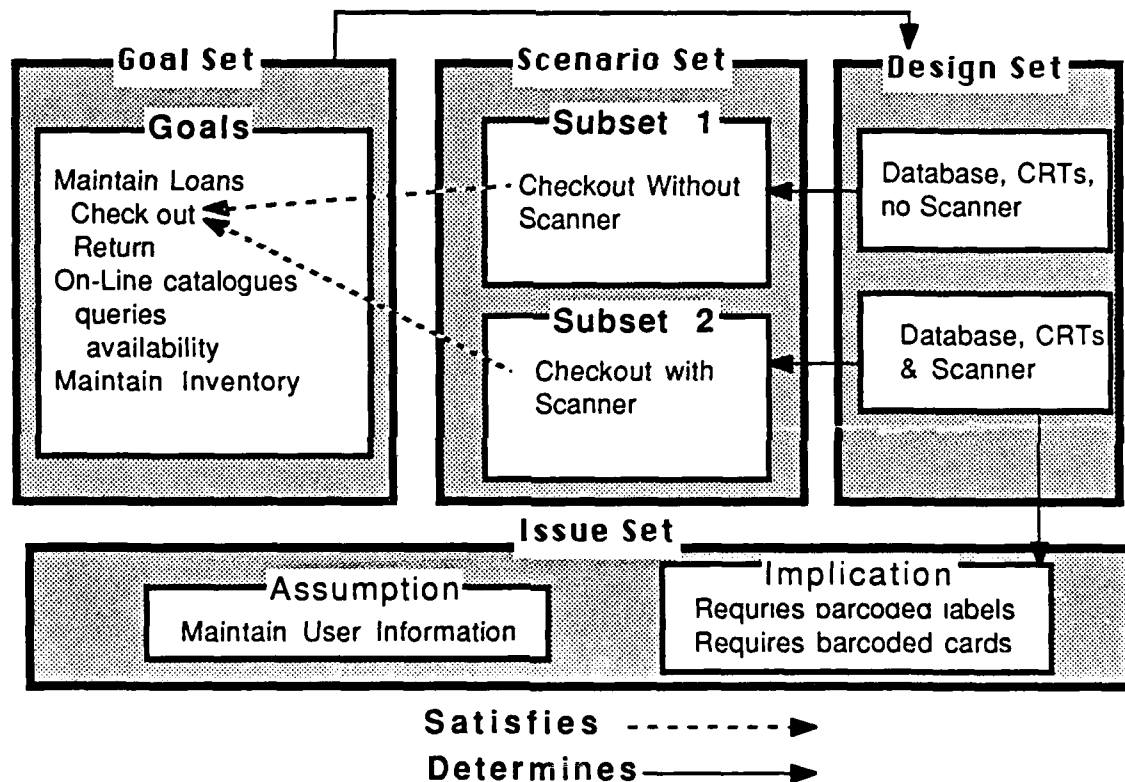 Goal Set
Goals
Maintain Loans
Check out
Return
On-Line catalogues
queries
availability
Maintain Inventory
Scenario Set
Subset 1
Checkout Without
Scanner
Subset 2
Checkout with
Scanner
Design Set
Database, CRTs,
no Scanner
Database, CRTs
& Scanner
Issue Set
Assumption
Maintain User Information
Implication
Requries barcoded labels
Requires barcoded cards
Satisfies
Determines